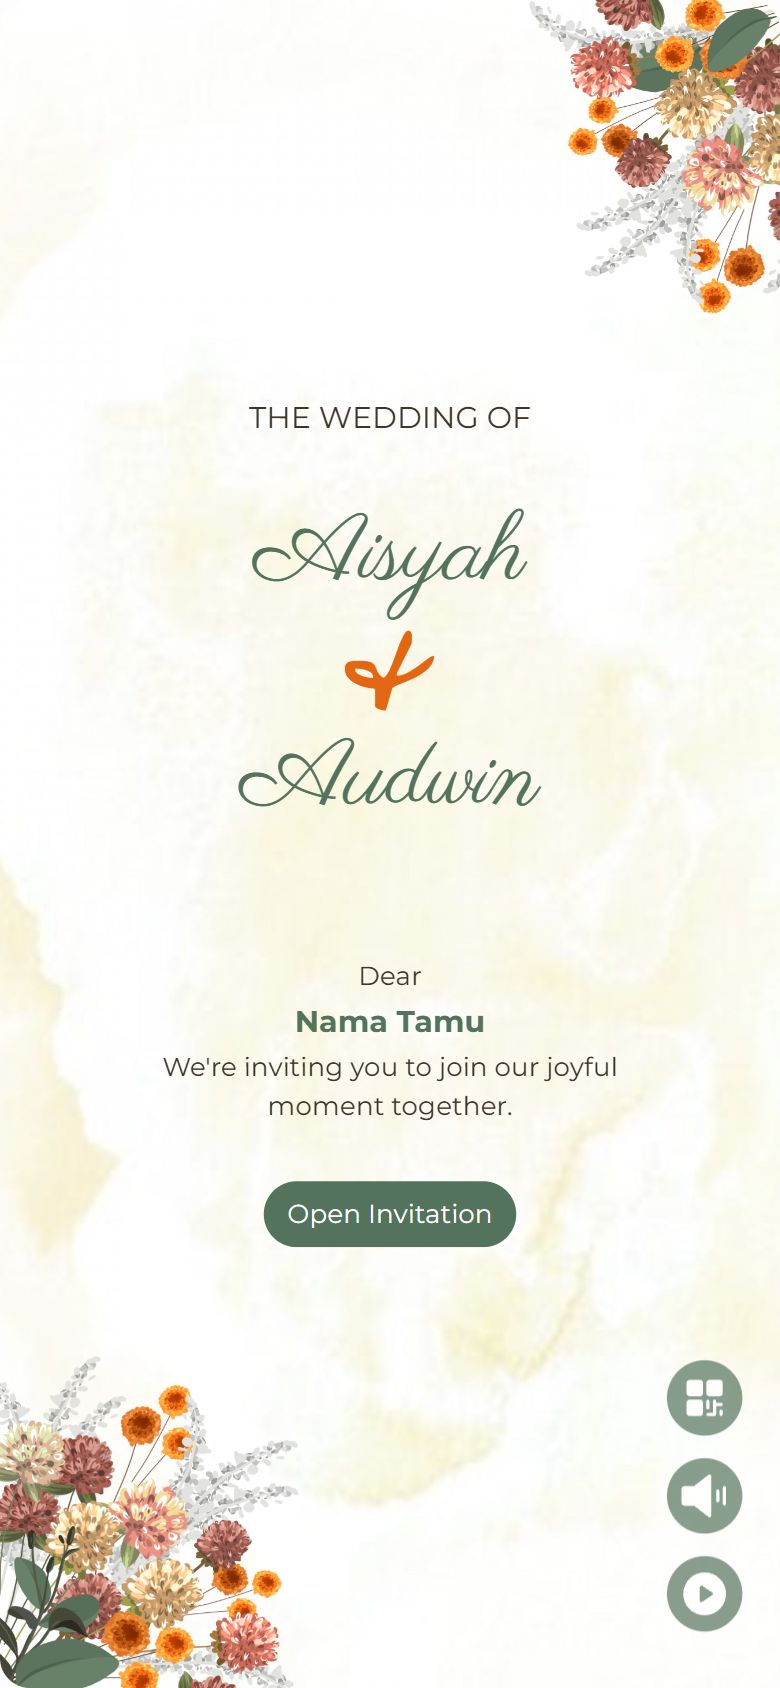 THE WEDDING OF
Aisyah
&
Audwin
Dear
Nama Tamu
We're inviting you to join our joyful
moment together.
Open Invitation